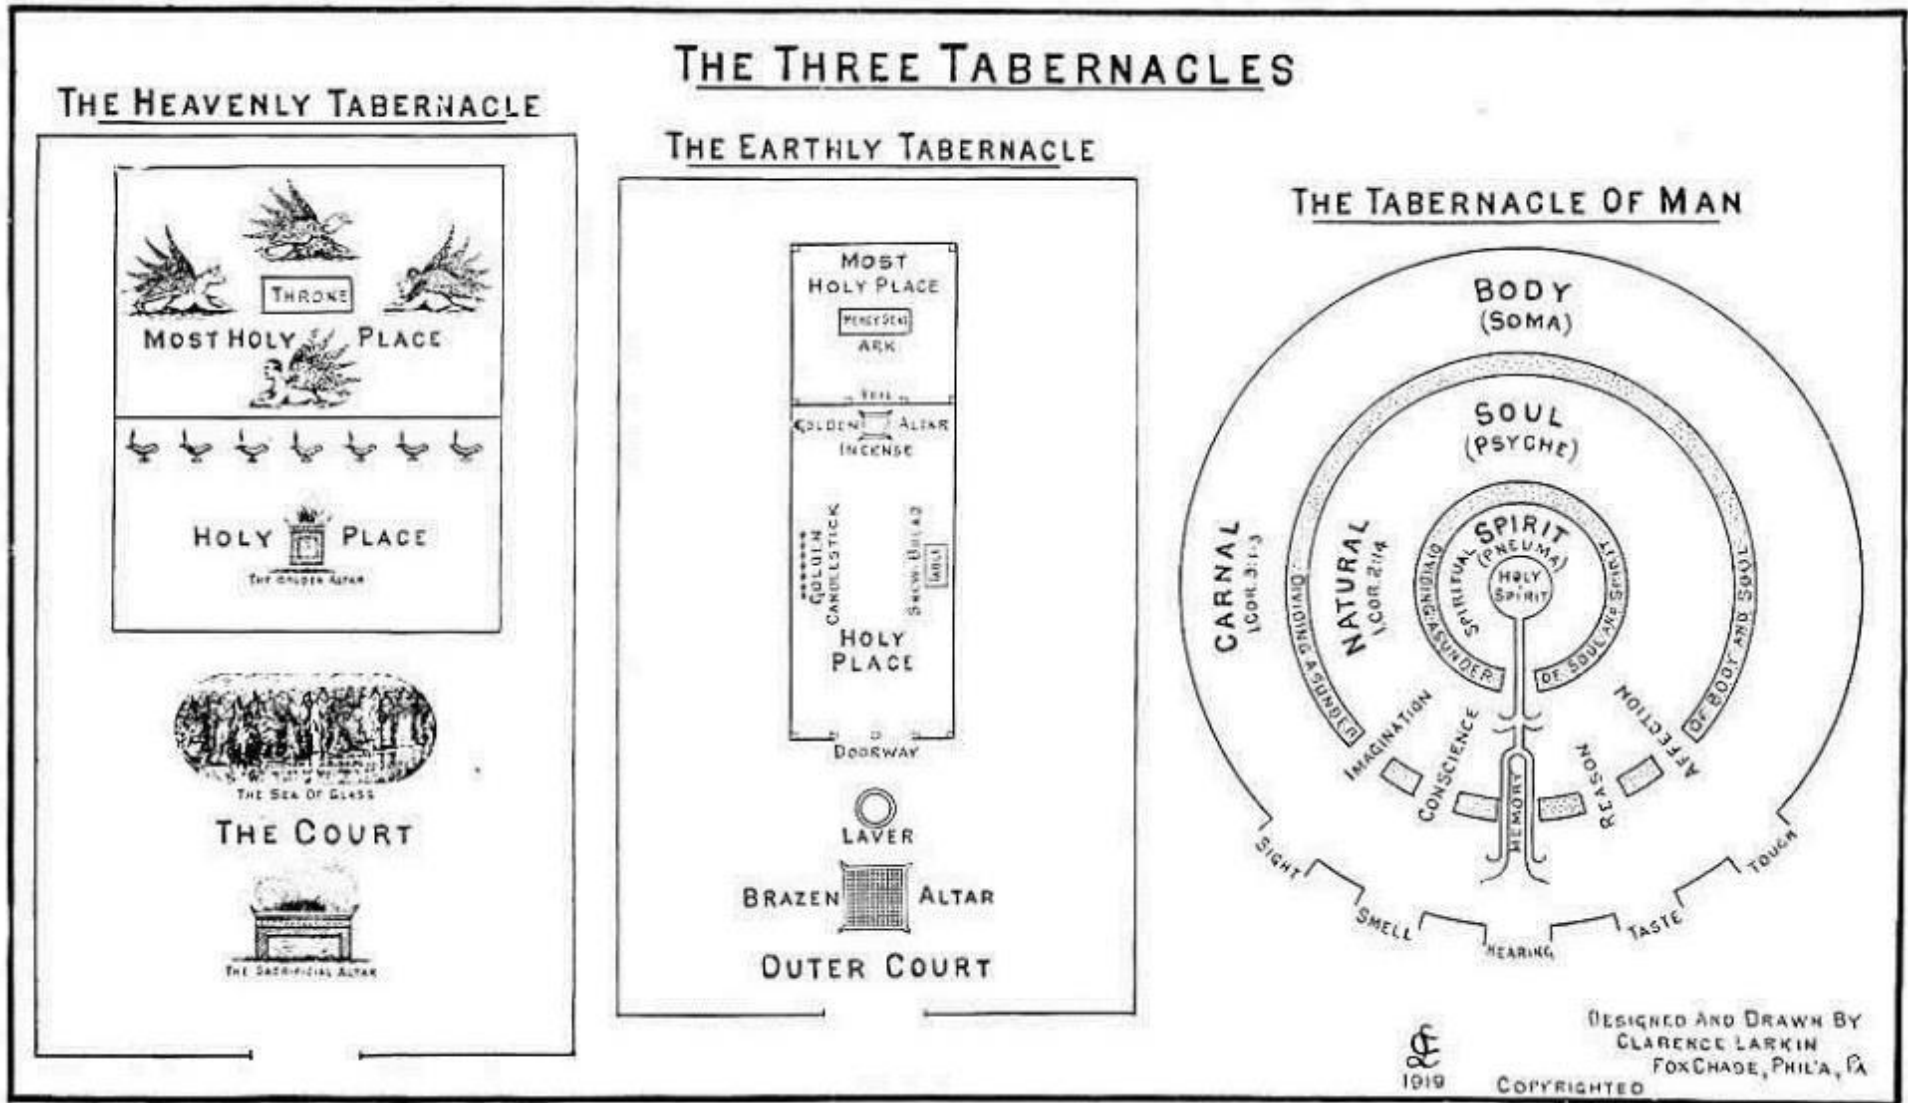 THE THREE TABERNACLES
THE HEAVENLY TABERNACLE
THRONE
MOST HOLY PLACE
HOLY PLACE
THE GOLDEN ALTAR
THE SEA OF GLASS
THE COURT
THE SACRIFICIAL ALTAR
THE EARTHLY TABERNACLE
MOST
HOLY PLACE
MERCY SEAT
ARK
VEIL
GOLDEN ALTAR
INCENSE
GOLDEN
CANDLESTICK
SHOW-BREAD
TABLE
HOLY
PLACE
DOORWAY
LAVER
BRAZEN ALTAR
OUTER COURT
THE TABERNACLE OF MAN
BODY
(SOMA)
SOUL
(PSYCHE)
SPIRIT
(PNEUMA)
HOLY
SPIRIT
SPIRITUAL
CARNAL
1 COR. 3:1-3
NATURAL
1 COR. 2:14
DIVIDING ASUNDER OF SOUL AND SPIRIT
DIVIDING ASUNDER OF BODY AND SOUL
IMAGINATION
CONSCIENCE
MEMORY
REASON
AFFECTION
SIGHT
SMELL
HEARING
TASTE
TOUCH
1919
DESIGNED AND DRAWN BY
CLARENCE LARKIN
FOX CHASE, PHIL'A, PA
COPYRIGHTED